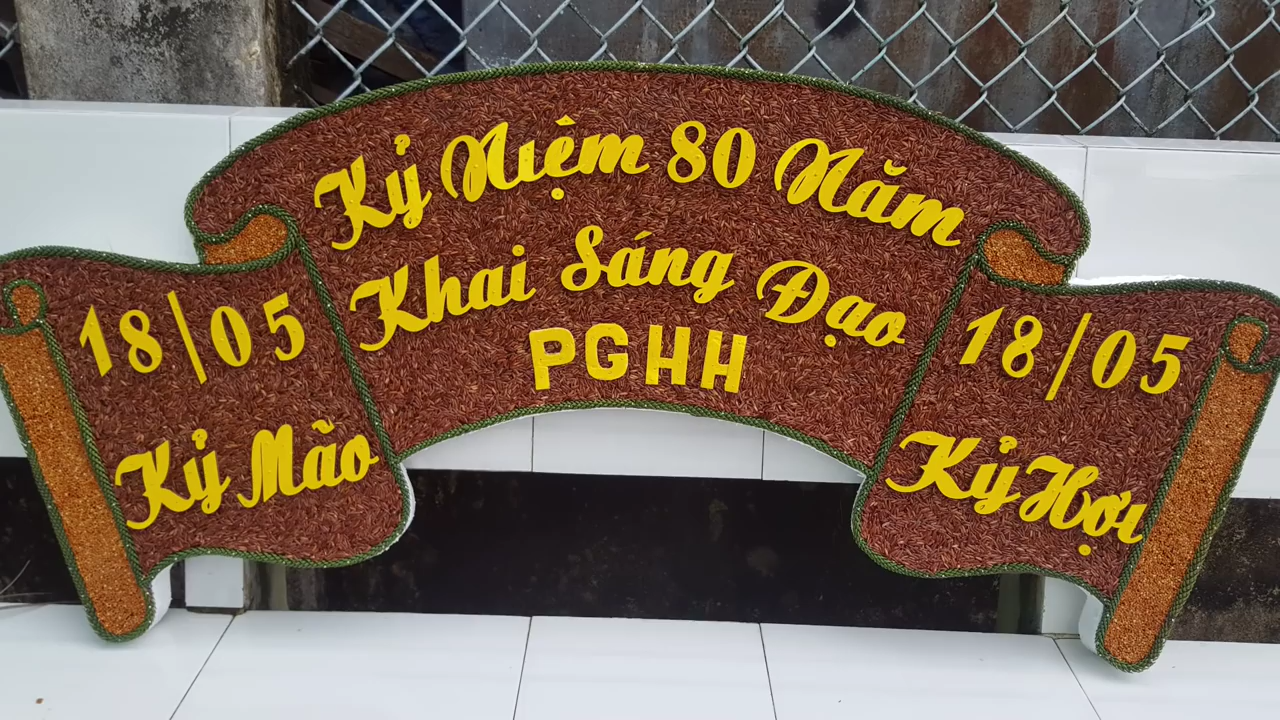 Kỷ Niệm 80 Năm
Khai Sáng Đạo
PGHH
18/05
Kỷ Mão
18/05
Kỷ Hợi